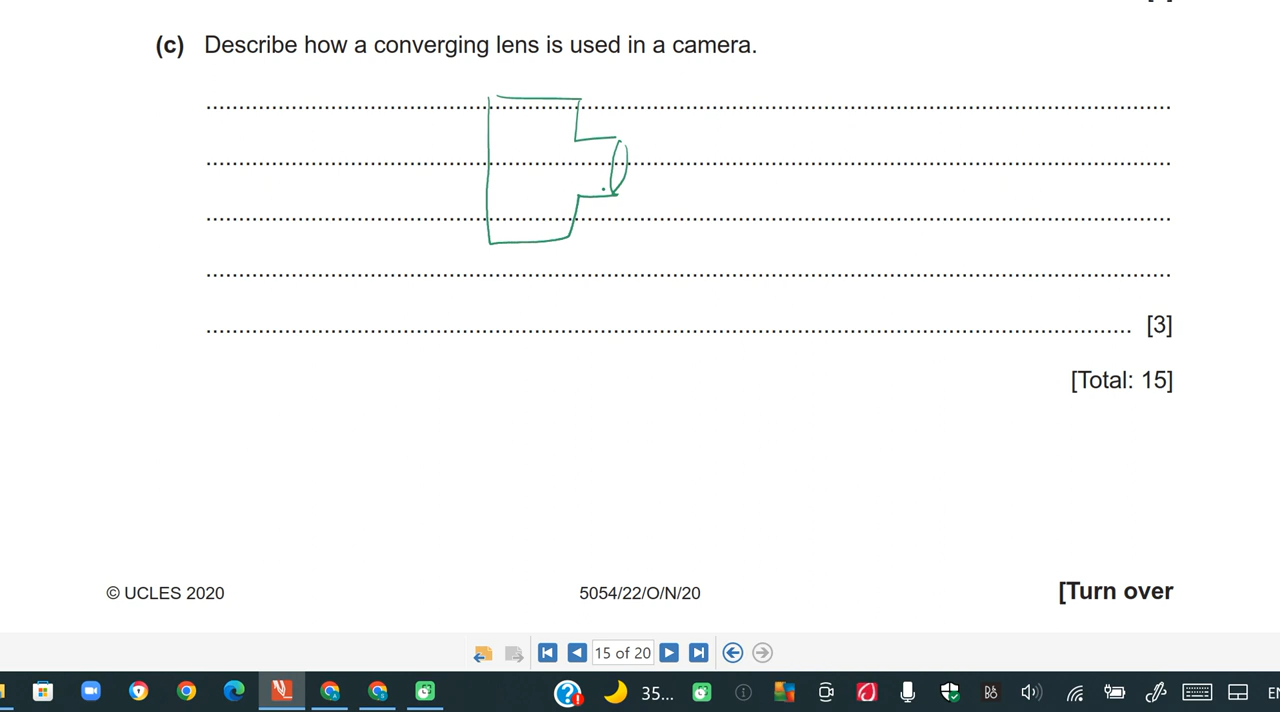 (c) Describe how a converging lens is used in a camera.
[3]
[Total: 15]
© UCLES 2020 5054/22/O/N/20 [Turn over
15 of 20
35...
EN